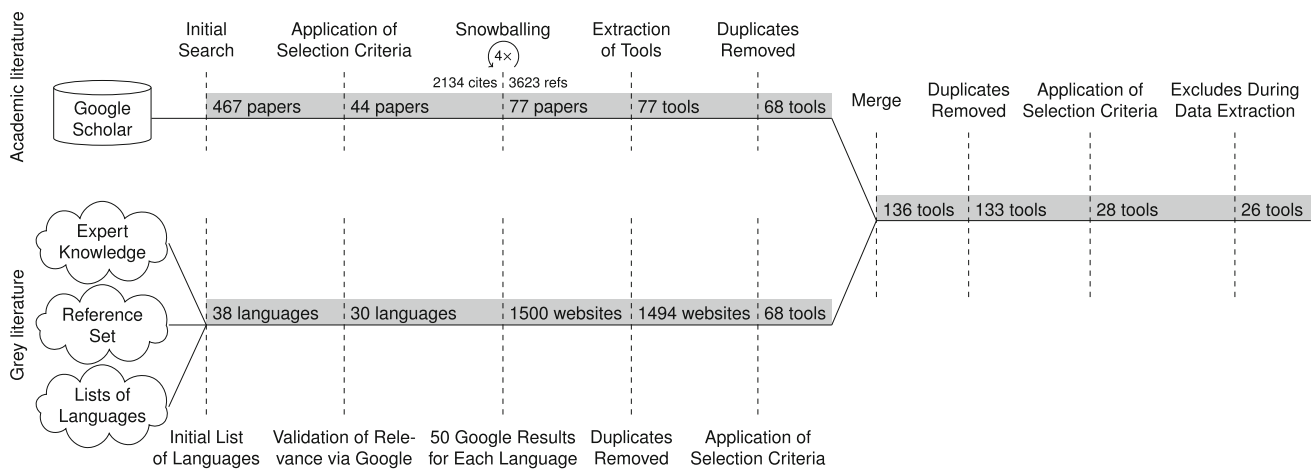 Academic literature
Initial
Search
Application of
Selection Criteria
Snowballing
4×
2134 cites
3623 refs
Extraction
of Tools
Duplicates
Removed
Google
Scholar
467 papers
44 papers
77 papers
77 tools
68 tools
Merge
Duplicates
Removed
Application of
Selection Criteria
Excludes During
Data Extraction
136 tools
133 tools
28 tools
26 tools
Grey literature
Expert
Knowledge
Reference
Set
Lists of
Languages
38 languages
30 languages
1500 websites
1494 websites
68 tools
Initial List
of Languages
Validation of Rele-
vance via Google
50 Google Results
for Each Language
Duplicates
Removed
Application of
Selection Criteria